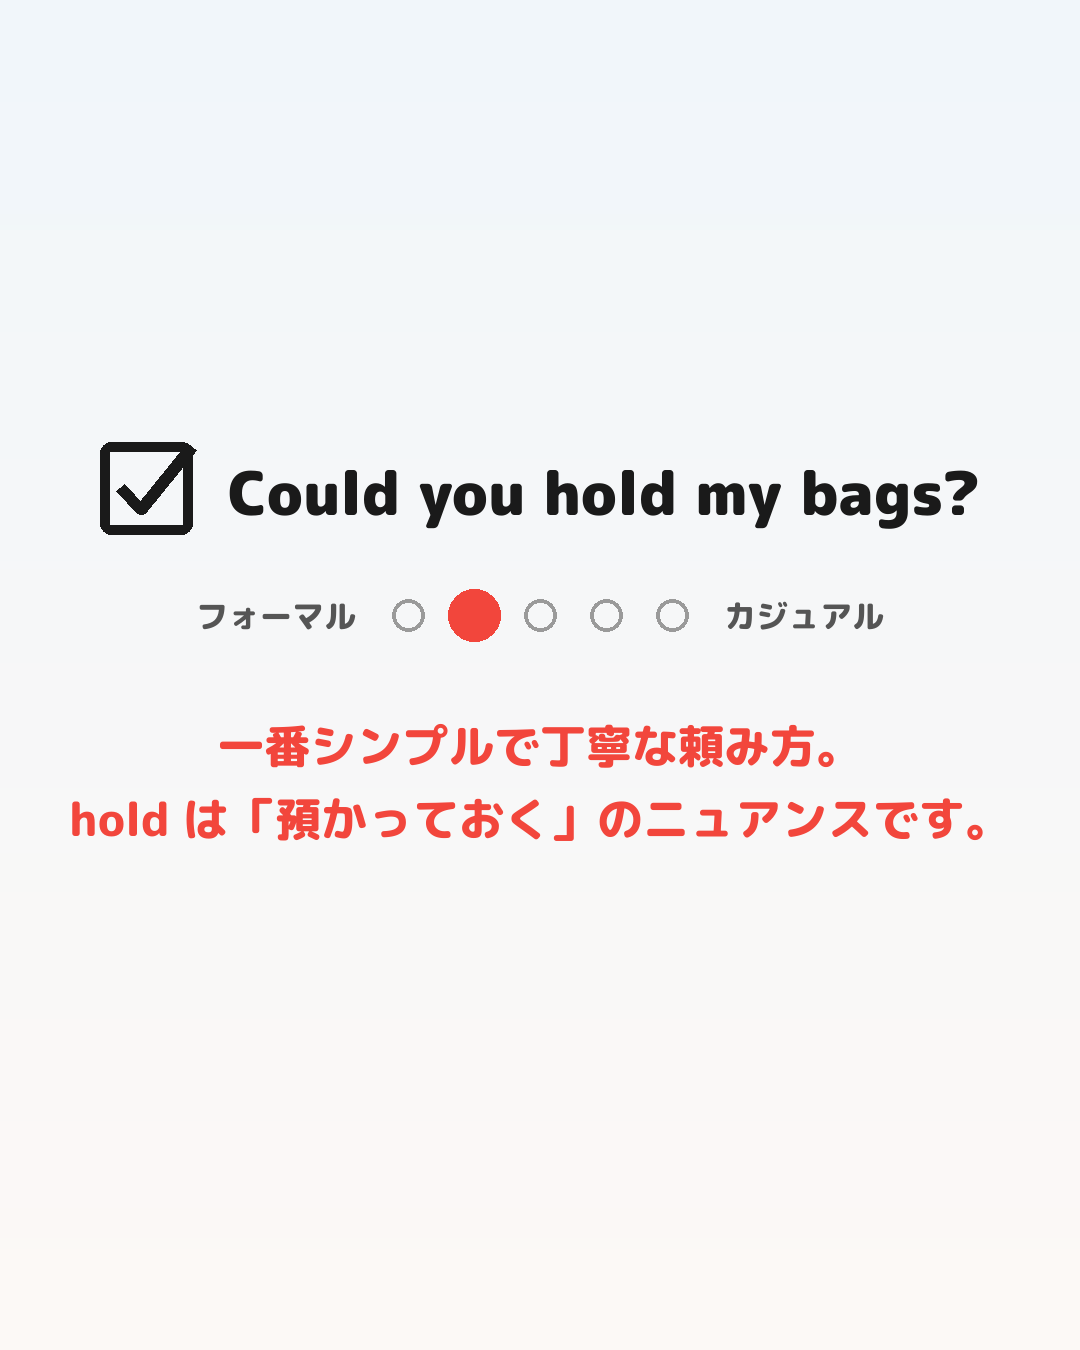 Could you hold my bags?
フォーマル カジュアル
一番シンプルで丁寧な頼み方。
hold は「預かっておく」のニュアンスです。